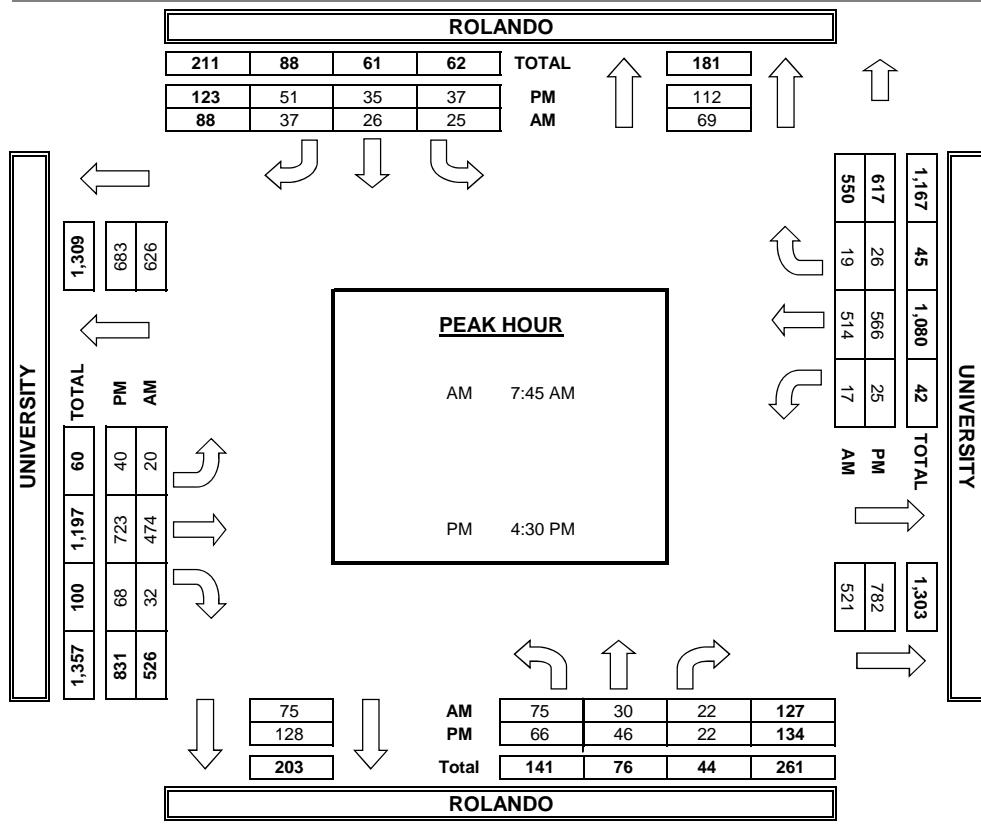 ROLANDO
211 88 61 62 TOTAL 181
123 51 35 37 PM 112
88 37 26 25 AM 69
UNIVERSITY
1,309
683
626
TOTAL
PM
AM
60 1,197 100 1,357
40 723 68 831
20 474 32 526
PEAK HOUR
AM 7:45 AM
PM 4:30 PM
1,167 45 1,080 42 TOTAL
617 26 566 25 PM
550 19 514 17 AM
1,303
782
521
UNIVERSITY
75 AM 75 30 22 127
128 PM 66 46 22 134
203 Total 141 76 44 261
ROLANDO